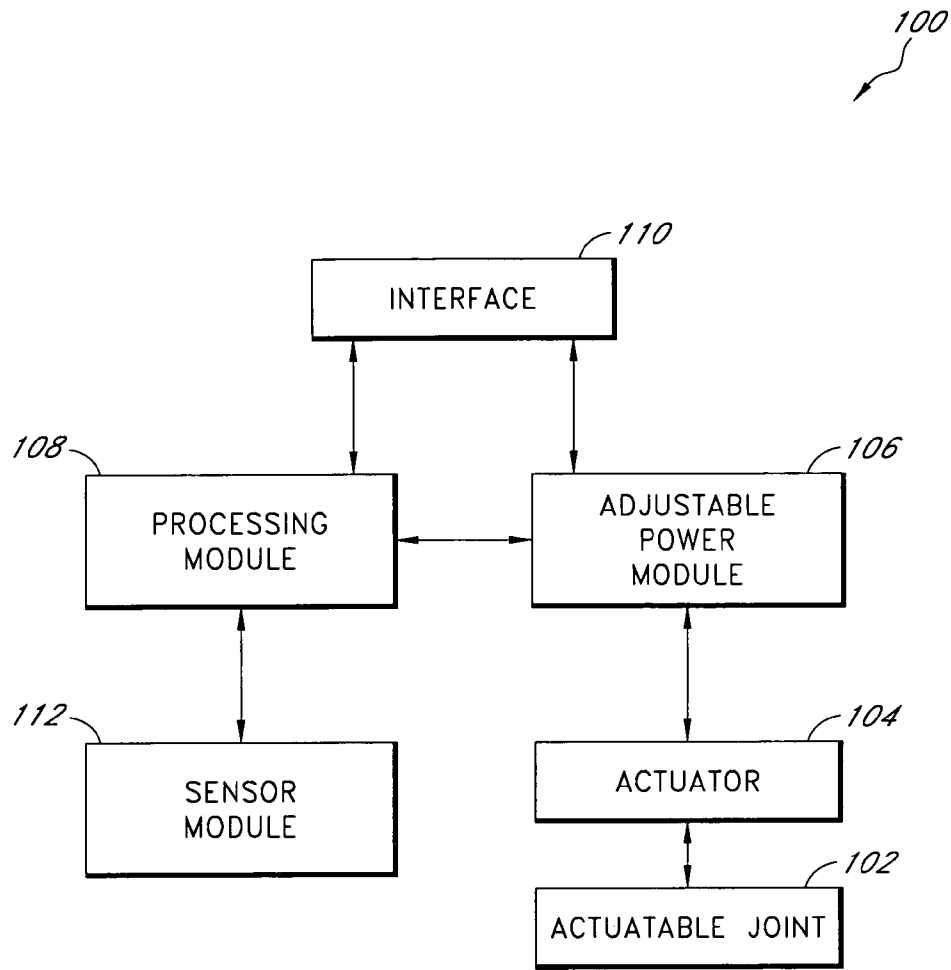 100
110
INTERFACE
108
106
PROCESSING
MODULE
ADJUSTABLE
POWER
MODULE
112
104
SENSOR
MODULE
ACTUATOR
102
ACTUATABLE JOINT